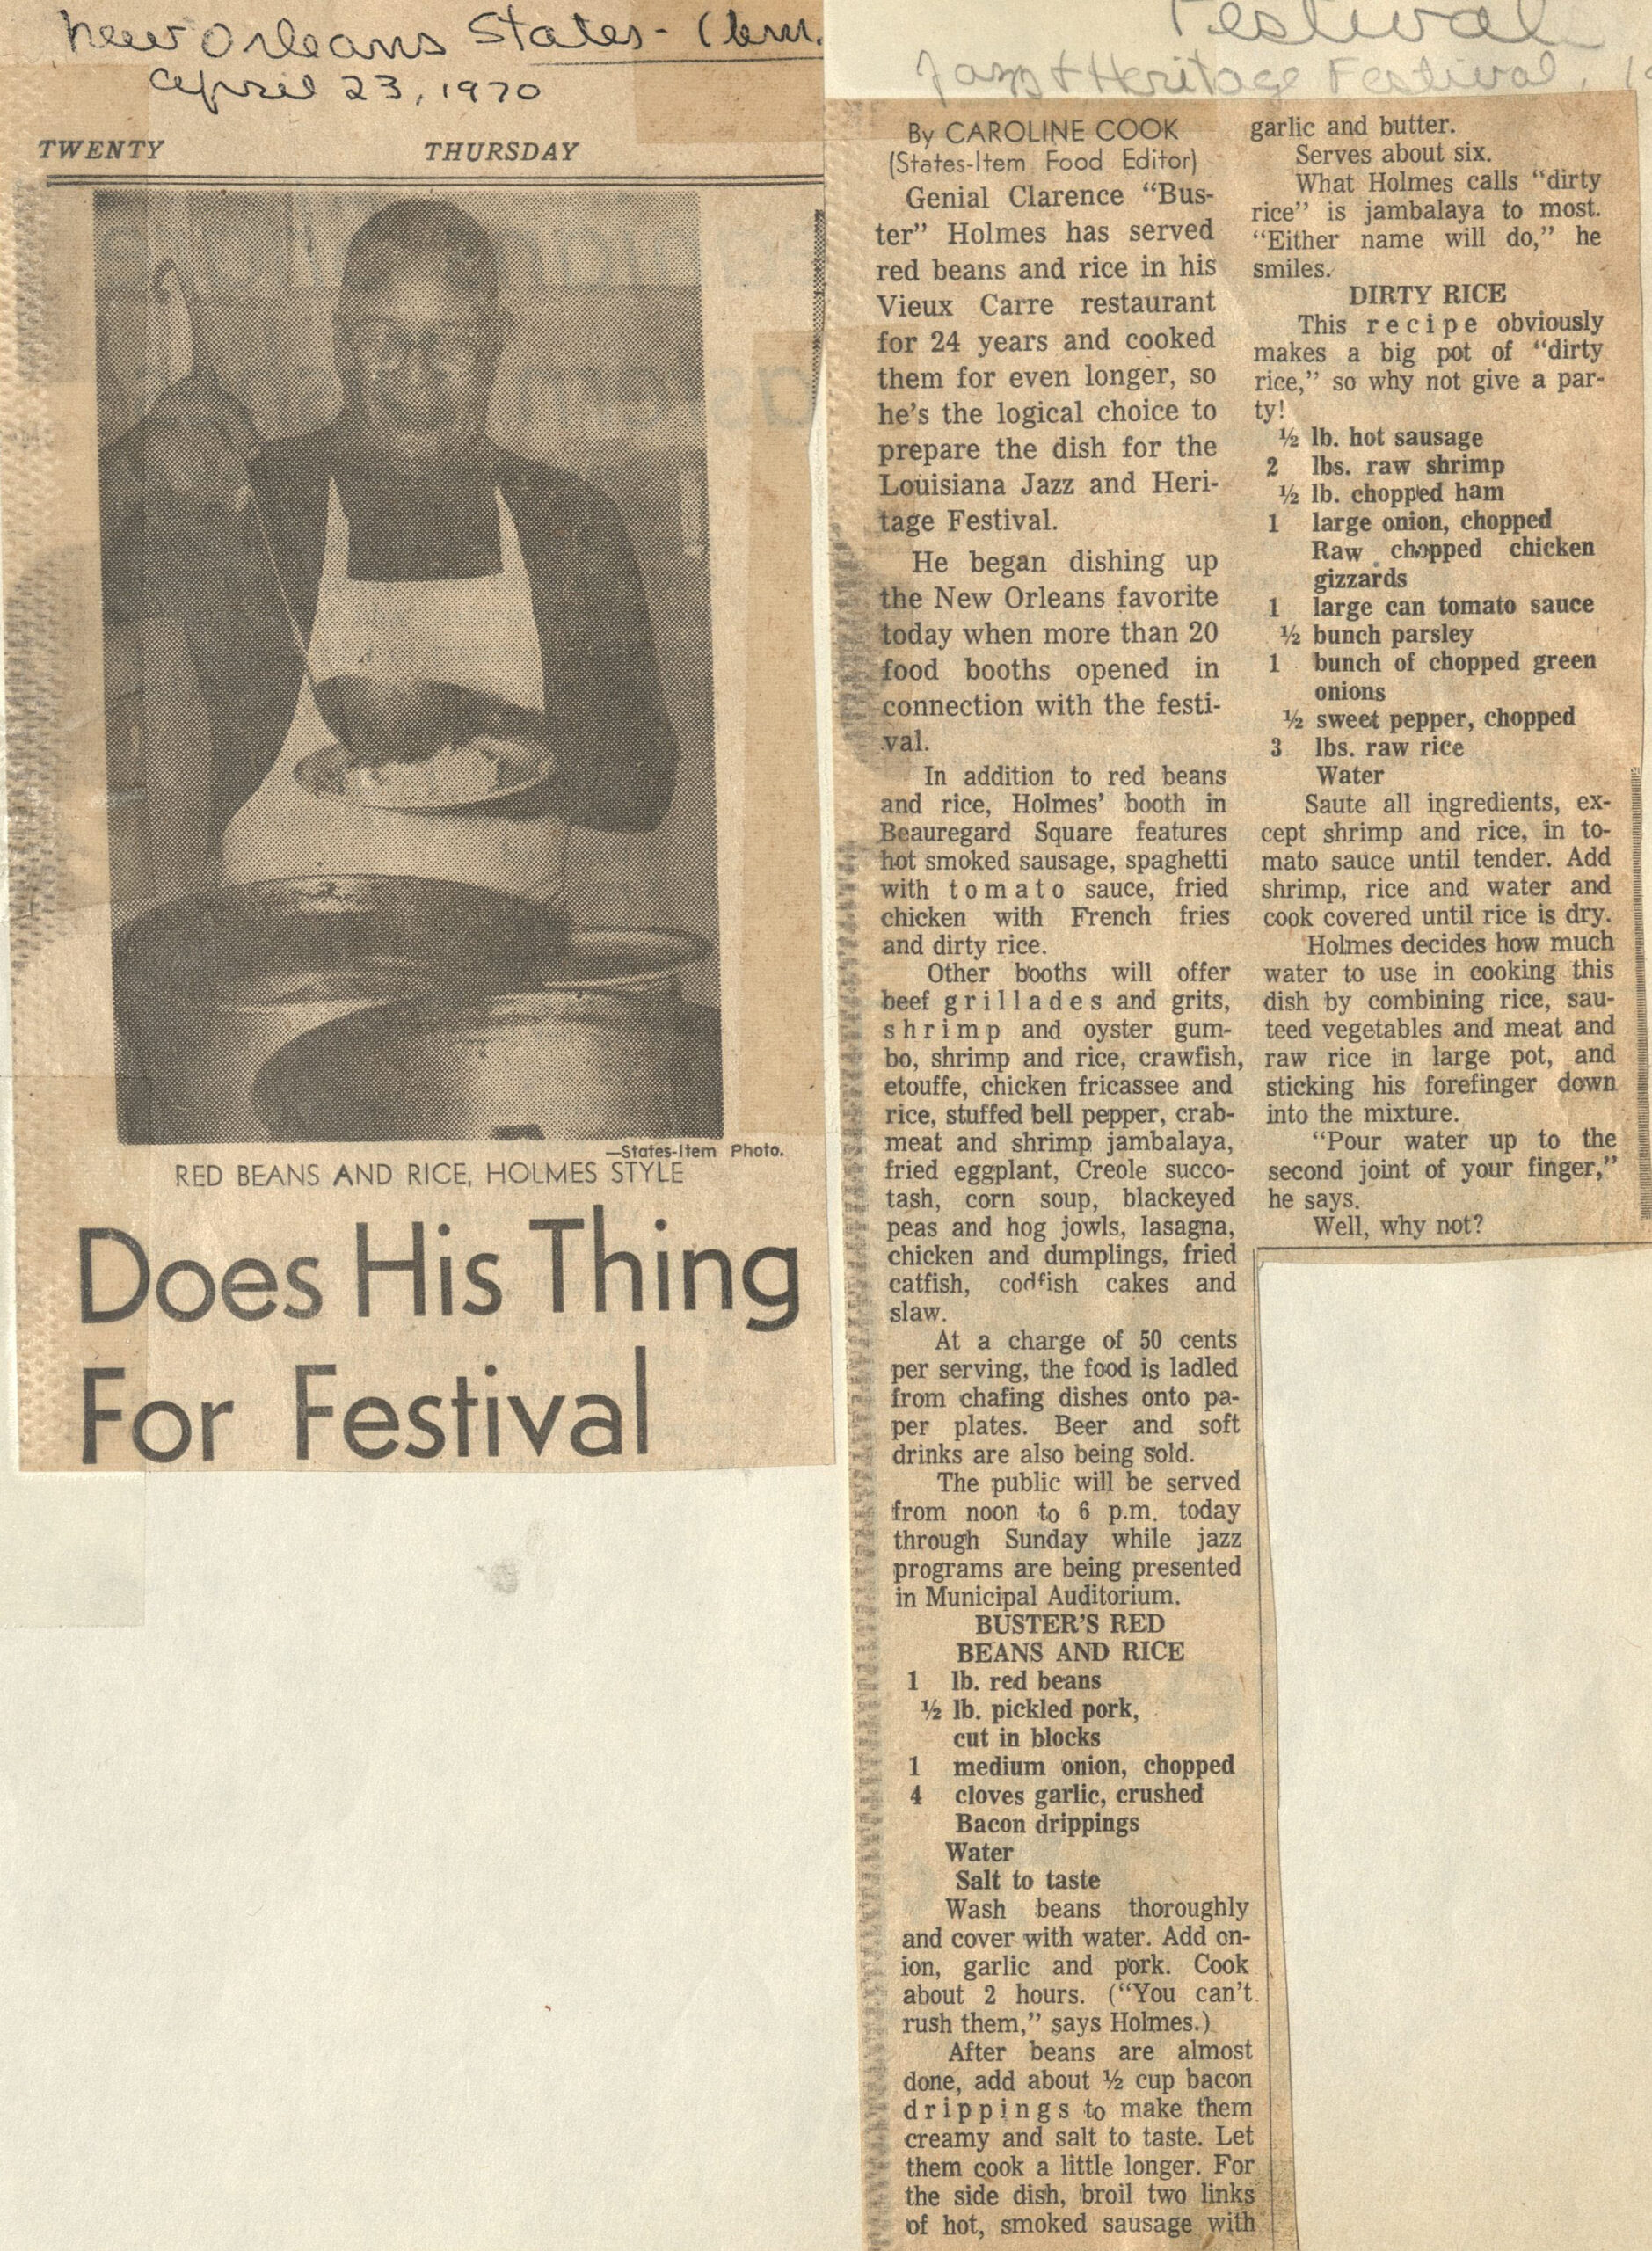 New Orleans States-Item
April 23, 1970
TWENTY THURSDAY
—States-Item Photo.
RED BEANS AND RICE, HOLMES STYLE
Does His Thing
For Festival
Festival
Jazz & Heritage Festival,
By CAROLINE COOK
(States-Item Food Editor)
Genial Clarence “Bus-
ter” Holmes has served
red beans and rice in his
Vieux Carre restaurant
for 24 years and cooked
them for even longer, so
he’s the logical choice to
prepare the dish for the
Louisiana Jazz and Heri-
tage Festival.
He began dishing up
the New Orleans favorite
today when more than 20
food booths opened in
connection with the festi-
val.
In addition to red beans
and rice, Holmes’ booth in
Beauregard Square features
hot smoked sausage, spaghetti
with tomato sauce, fried
chicken with French fries
and dirty rice.
Other booths will offer
beef grillades and grits,
shrimp and oyster gum-
bo, shrimp and rice, crawfish,
etouffe, chicken fricassee and
rice, stuffed bell pepper, crab-
meat and shrimp jambalaya,
fried eggplant, Creole succo-
tash, corn soup, blackeyed
peas and hog jowls, lasagna,
chicken and dumplings, fried
catfish, codfish cakes and
slaw.
At a charge of 50 cents
per serving, the food is ladled
from chafing dishes onto pa-
per plates. Beer and soft
drinks are also being sold.
The public will be served
from noon to 6 p.m. today
through Sunday while jazz
programs are being presented
in Municipal Auditorium.
BUSTER’S RED
BEANS AND RICE
1 lb. red beans
½ lb. pickled pork,
cut in blocks
1 medium onion, chopped
4 cloves garlic, crushed
Bacon drippings
Water
Salt to taste
Wash beans thoroughly
and cover with water. Add on-
ion, garlic and pork. Cook
about 2 hours. (“You can’t
rush them,” says Holmes.)
After beans are almost
done, add about ½ cup bacon
drippings to make them
creamy and salt to taste. Let
them cook a little longer. For
the side dish, broil two links
of hot, smoked sausage with
garlic and butter.
Serves about six.
What Holmes calls “dirty
rice” is jambalaya to most.
“Either name will do,” he
smiles.
DIRTY RICE
This recipe obviously
makes a big pot of “dirty
rice,” so why not give a par-
ty!
½ lb. hot sausage
2 lbs. raw shrimp
½ lb. chopped ham
1 large onion, chopped
Raw chopped chicken
gizzards
1 large can tomato sauce
½ bunch parsley
1 bunch of chopped green
onions
½ sweet pepper, chopped
3 lbs. raw rice
Water
Saute all ingredients, ex-
cept shrimp and rice, in to-
mato sauce until tender. Add
shrimp, rice and water and
cook covered until rice is dry.
Holmes decides how much
water to use in cooking this
dish by combining rice, sau-
teed vegetables and meat and
raw rice in large pot, and
sticking his forefinger down
into the mixture.
“Pour water up to the
second joint of your finger,”
he says.
Well, why not?